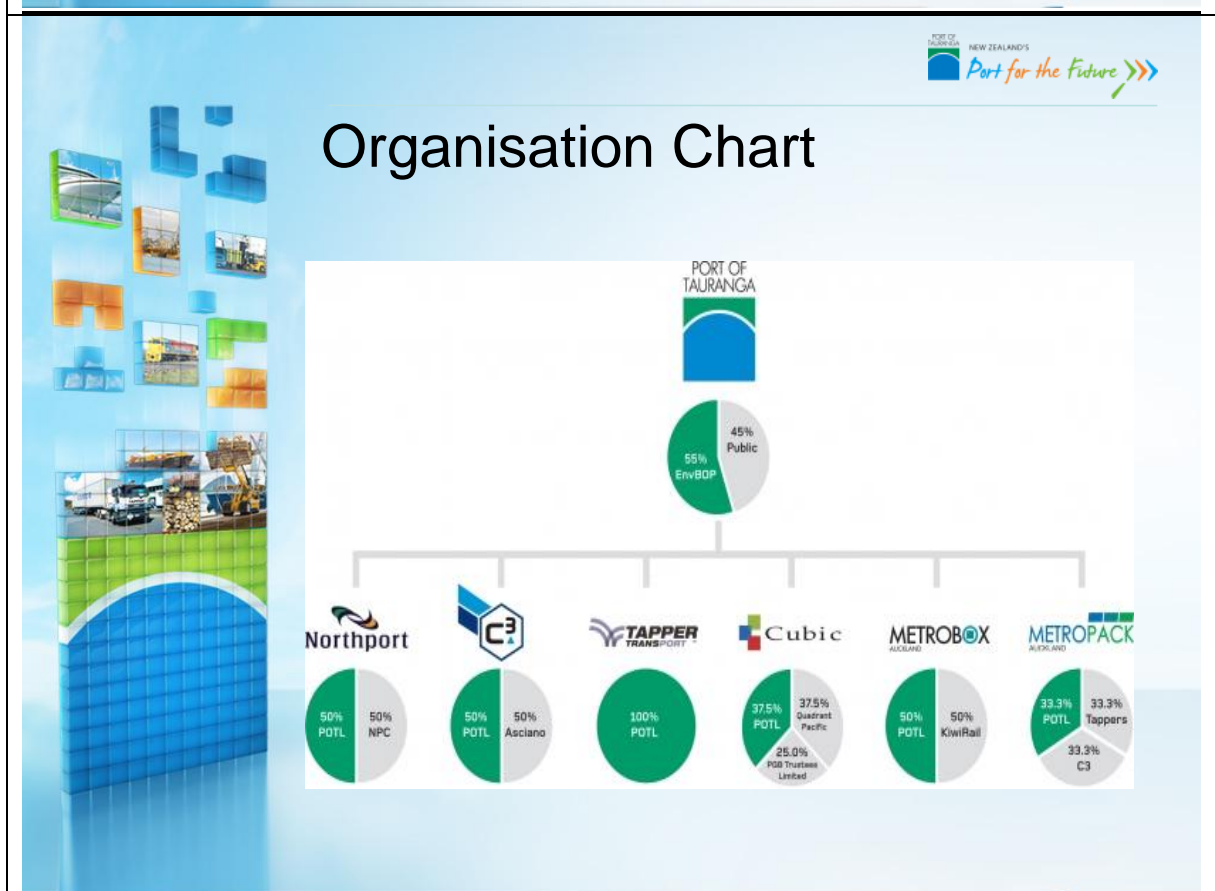 PORT OF
TAURANGA
NEW ZEALAND'S
Port for the Future
Organisation Chart
PORT OF
TAURANGA
45%
Public
55%
EnvBOP
Northport
C3
TAPPER
TRANSPORT
Cubic
METROBOX
AUCKLAND
METROPACK
AUCKLAND
50%
POTL
50%
NPC
50%
POTL
50%
Asciano
100%
POTL
37.5%
POTL
37.5%
Quadrant
Pacific
25.0%
PGB Trustees
Limited
50%
POTL
50%
KiwiRail
33.3%
POTL
33.3%
Tappers
33.3%
C3